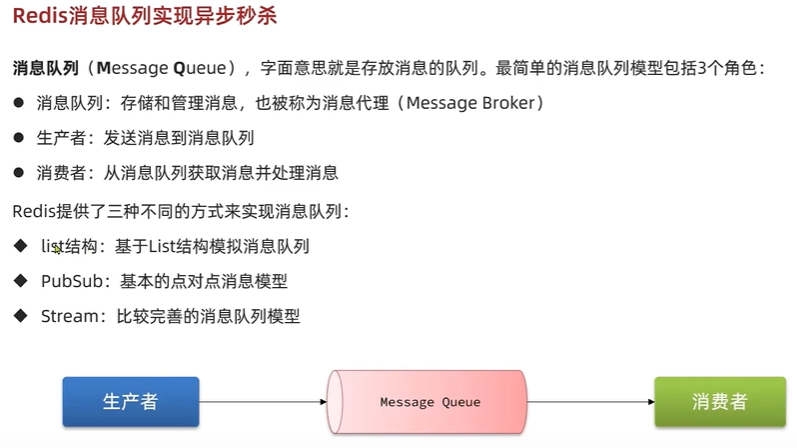 Redis消息队列实现异步秒杀
消息队列（Message Queue），字面意思就是存放消息的队列。最简单的消息队列模型包括3个角色：
● 消息队列：存储和管理消息，也被称为消息代理（Message Broker）
● 生产者：发送消息到消息队列
● 消费者：从消息队列获取消息并处理消息
Redis提供了三种不同的方式来实现消息队列：
◆ list结构：基于List结构模拟消息队列
◆ PubSub：基本的点对点消息模型
◆ Stream：比较完善的消息队列模型
生产者
Message Queue
消费者